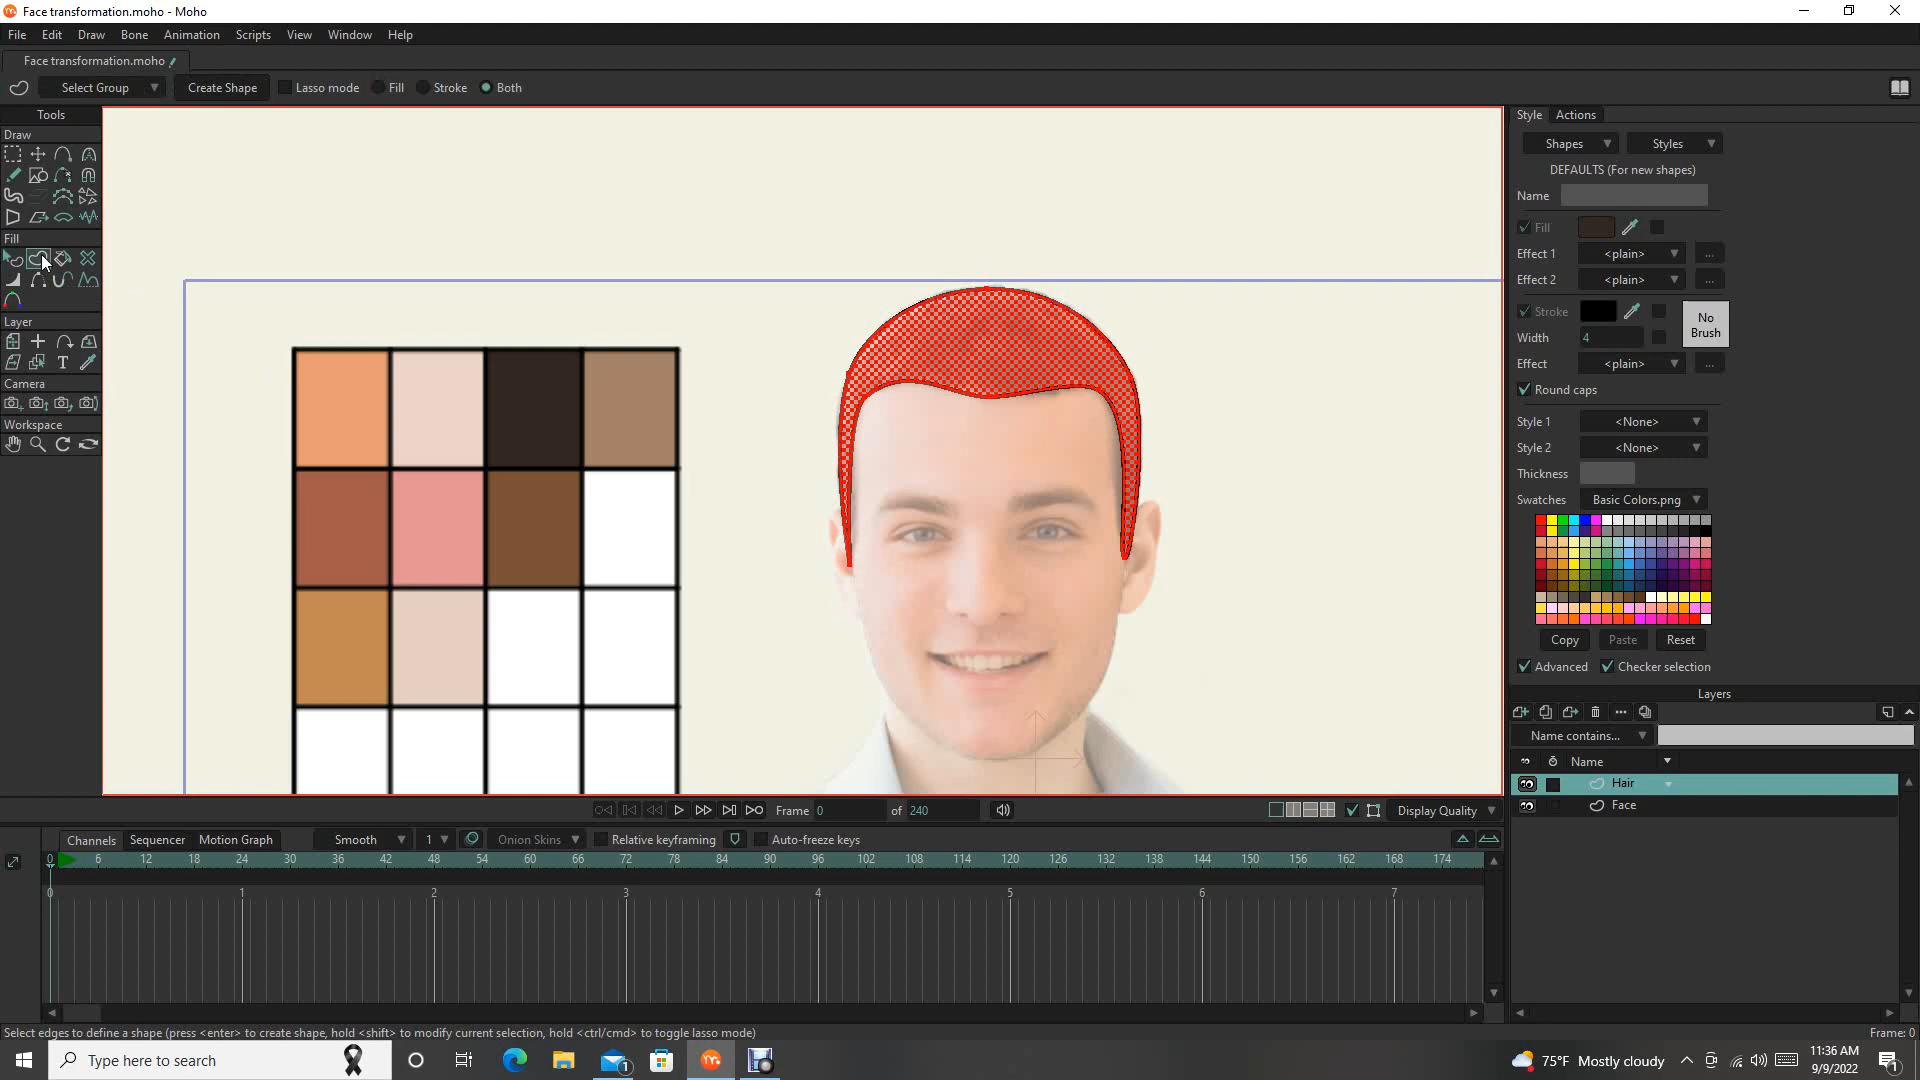 Face transformation.moho - Moho
File Edit Draw Bone Animation Scripts View Window Help
Face transformation.moho
Select Group Create Shape Lasso mode Fill Stroke Both
Tools
Draw
Fill
Layer
Camera
Workspace
Style Actions
Shapes Styles
DEFAULTS (For new shapes)
Name
Fill
Effect 1 <plain> ...
Effect 2 <plain> ...
Stroke
No
Brush
Width 4
Effect <plain> ...
Round caps
Style 1 <None>
Style 2 <None>
Thickness
Swatches Basic Colors.png
Copy Paste Reset
Advanced Checker selection
Layers
Name contains...
Name
Hair
Face
Frame 0 of 240 Display Quality
Channels Sequencer Motion Graph Smooth 1 Onion Skins Relative keyframing Auto-freeze keys
0 6 12 18 24 30 36 42 48 54 60 66 72 78 84 90 96 102 108 114 120 126 132 138 144 150 156 162 168 174
0 1 2 3 4 5 6 7
Select edges to define a shape (press <enter> to create shape, hold <shift> to modify current selection, hold <ctrl/cmd> to toggle lasso mode) Frame: 0
Type here to search
1
75°F Mostly cloudy
11:36 AM
9/9/2022
1